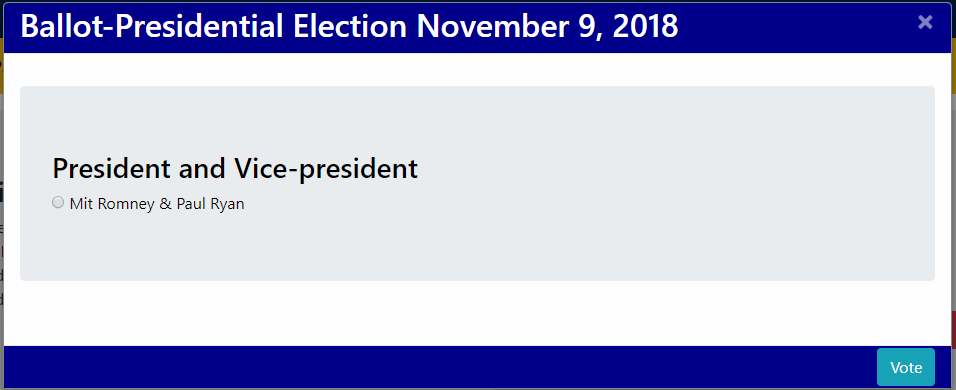 Ballot-Presidential Election November 9, 2018
×
President and Vice-president
Mit Romney & Paul Ryan
Vote